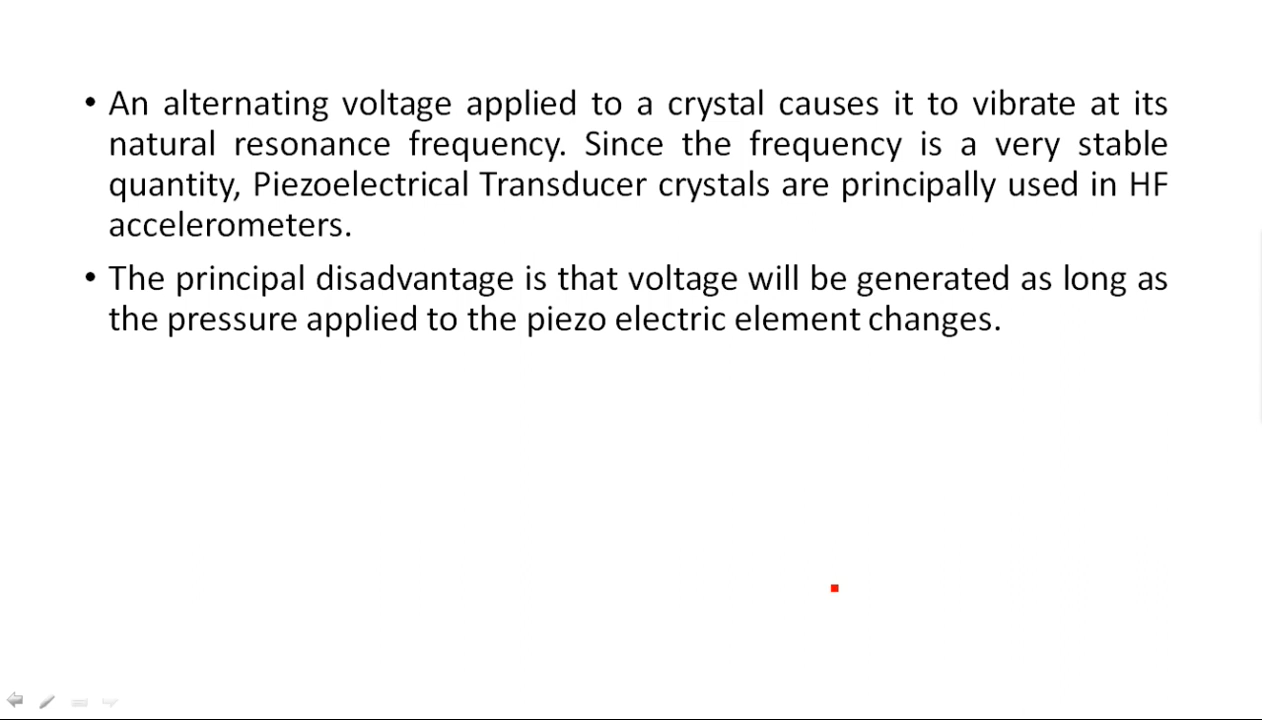 • An alternating voltage applied to a crystal causes it to vibrate at its
natural resonance frequency. Since the frequency is a very stable
quantity, Piezoelectrical Transducer crystals are principally used in HF
accelerometers.
• The principal disadvantage is that voltage will be generated as long as
the pressure applied to the piezo electric element changes.